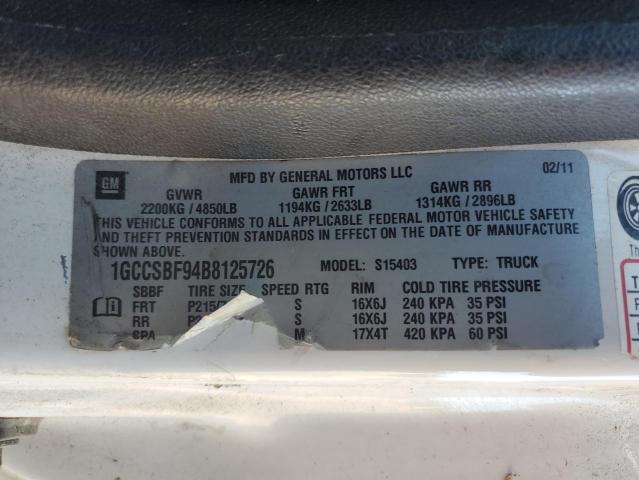 GM
MFD BY GENERAL MOTORS LLC 02/11
GVWR GAWR FRT GAWR RR
2200KG / 4850LB 1194KG / 2633LB 1314KG / 2896LB
THIS VEHICLE CONFORMS TO ALL APPLICABLE FEDERAL MOTOR VEHICLE SAFETY
AND THEFT PREVENTION STANDARDS IN EFFECT ON THE DATE OF MANUFACTURE
SHOWN ABOVE.
1GCCSBF94B8125726 MODEL: S15403 TYPE: TRUCK
SBBF TIRE SIZE SPEED RTG RIM COLD TIRE PRESSURE
FRT P215/ S 16X6J 240 KPA 35 PSI
RR S 16X6J 240 KPA 35 PSI
SPA M 17X4T 420 KPA 60 PSI